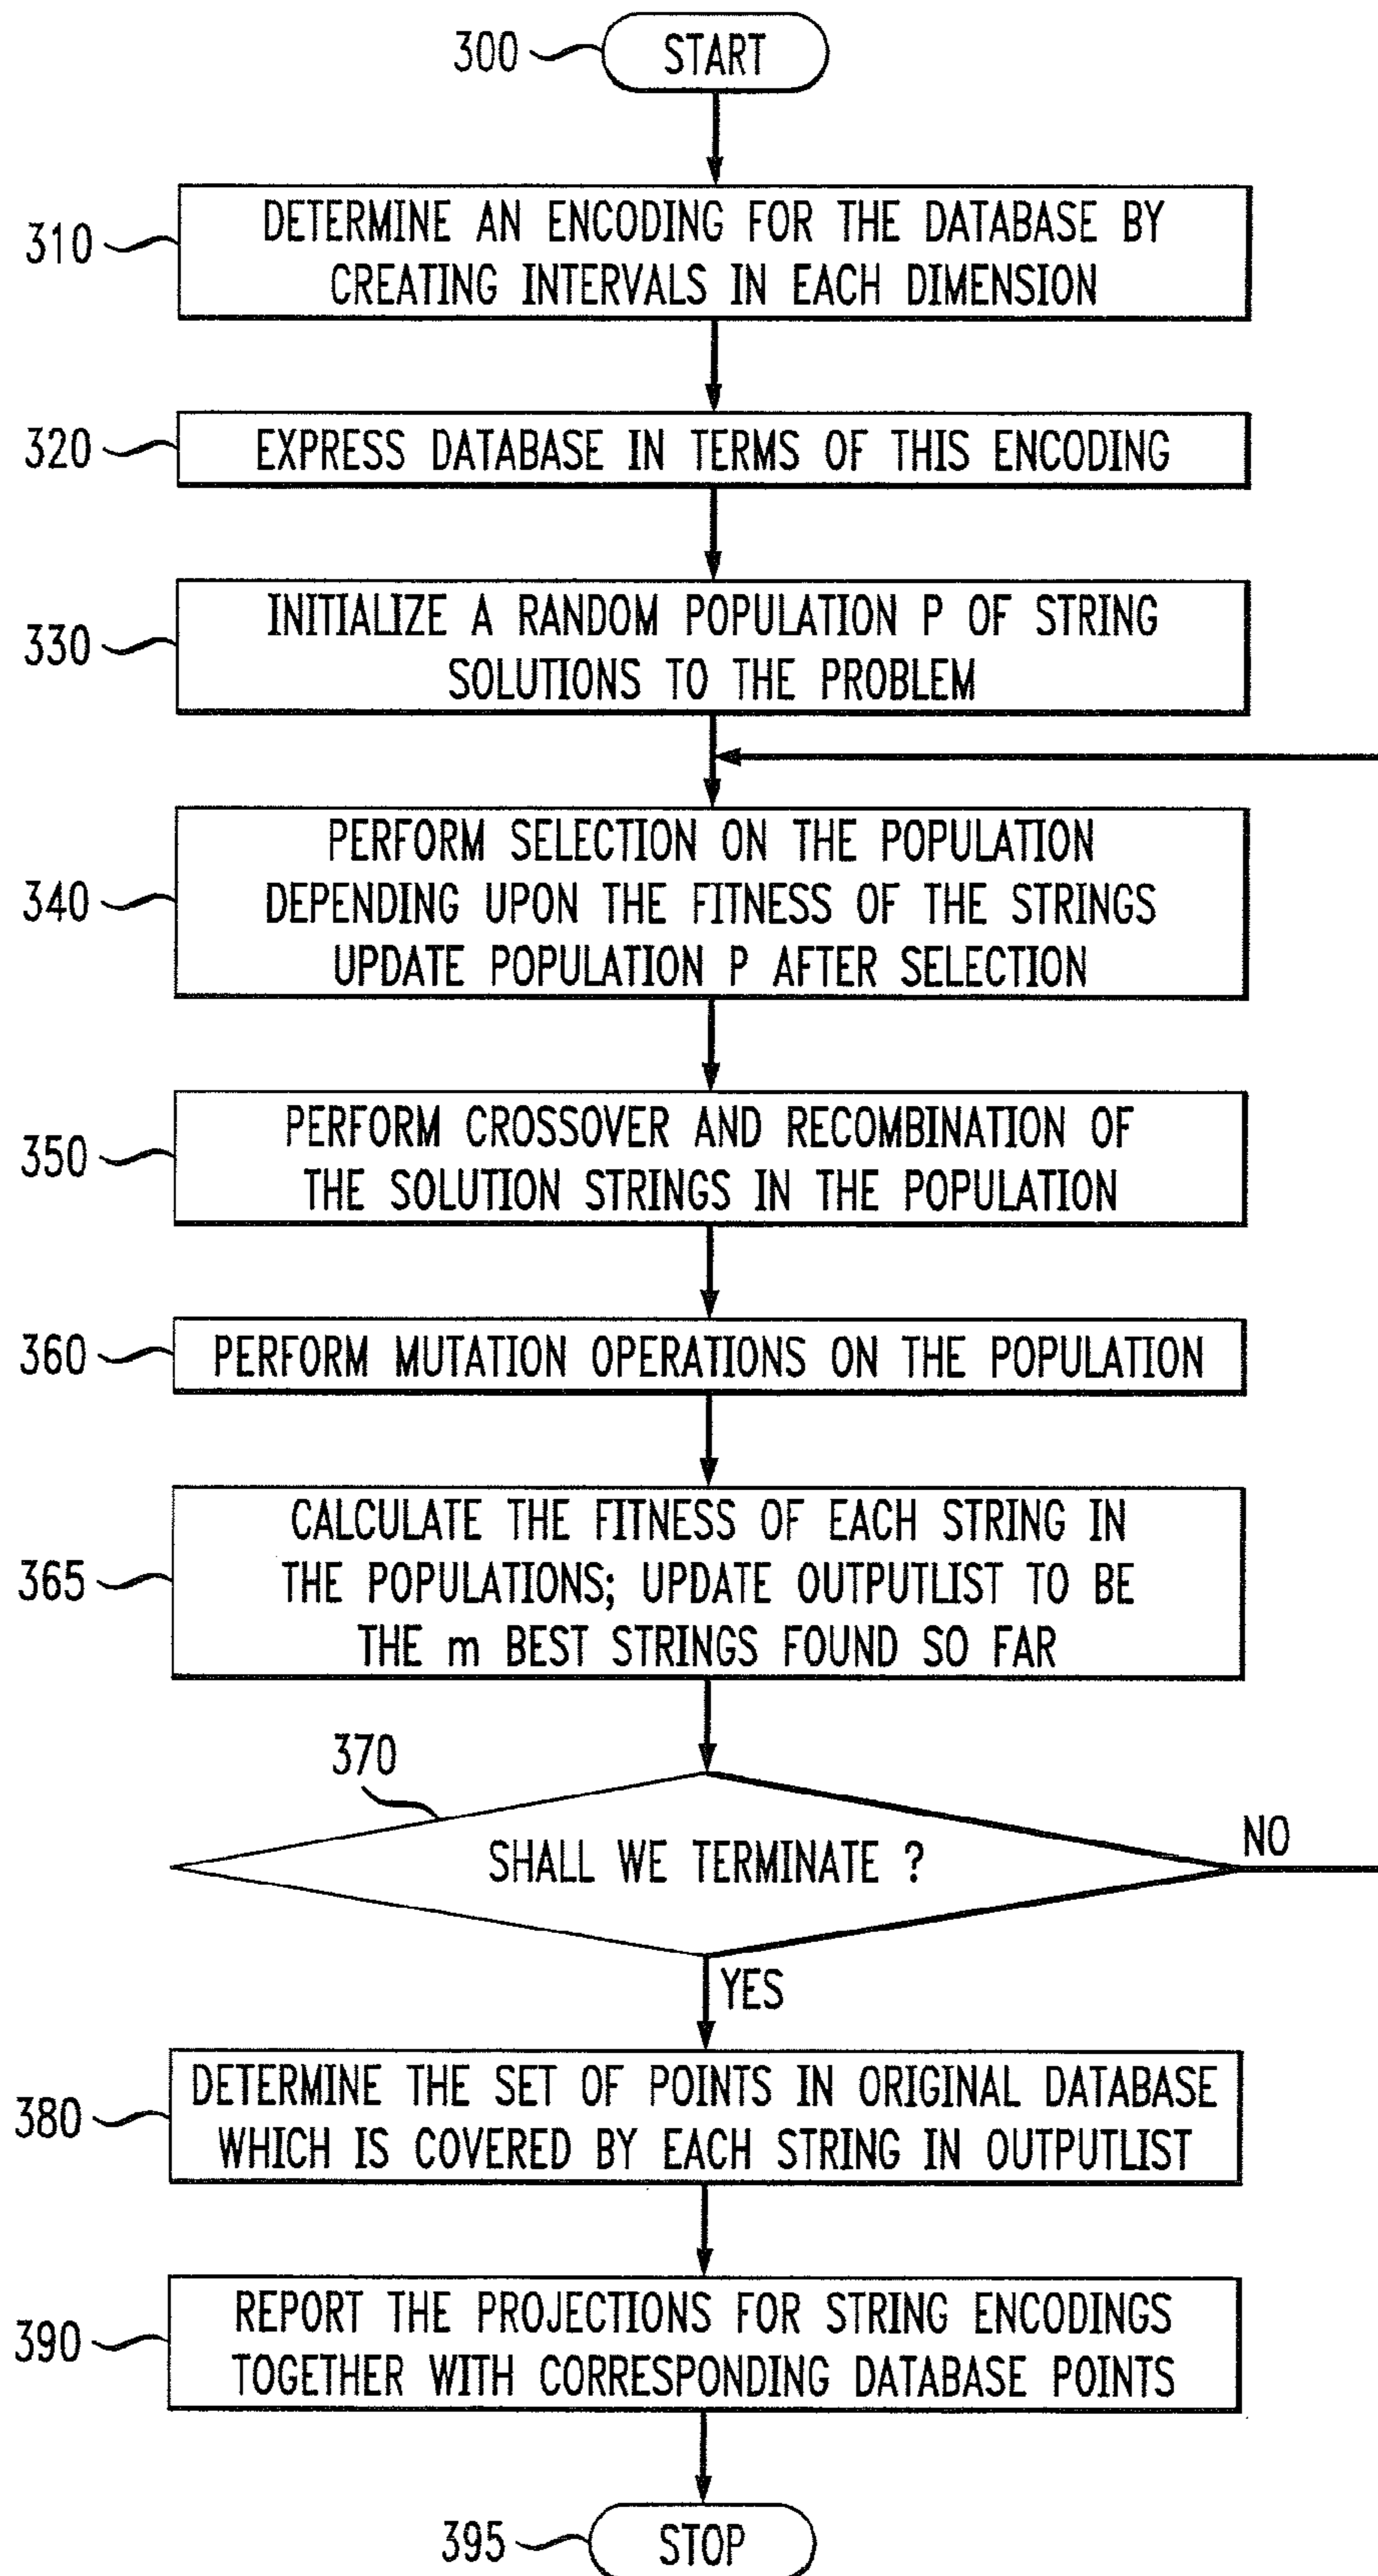 300
START
310
DETERMINE AN ENCODING FOR THE DATABASE BY
CREATING INTERVALS IN EACH DIMENSION
320
EXPRESS DATABASE IN TERMS OF THIS ENCODING
330
INITIALIZE A RANDOM POPULATION P OF STRING
SOLUTIONS TO THE PROBLEM
340
PERFORM SELECTION ON THE POPULATION
DEPENDING UPON THE FITNESS OF THE STRINGS
UPDATE POPULATION P AFTER SELECTION
350
PERFORM CROSSOVER AND RECOMBINATION OF
THE SOLUTION STRINGS IN THE POPULATION
360
PERFORM MUTATION OPERATIONS ON THE POPULATION
365
CALCULATE THE FITNESS OF EACH STRING IN
THE POPULATIONS; UPDATE OUTPUTLIST TO BE
THE m BEST STRINGS FOUND SO FAR
370
SHALL WE TERMINATE ?
NO
YES
380
DETERMINE THE SET OF POINTS IN ORIGINAL DATABASE
WHICH IS COVERED BY EACH STRING IN OUTPUTLIST
390
REPORT THE PROJECTIONS FOR STRING ENCODINGS
TOGETHER WITH CORRESPONDING DATABASE POINTS
395
STOP